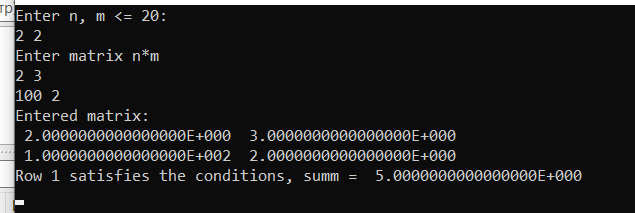 тр
Enter n, m <= 20:
2 2
Enter matrix n*m
2 3
100 2
Entered matrix:
 2.0000000000000000E+000  3.0000000000000000E+000
 1.0000000000000000E+002  2.0000000000000000E+000
Row 1 satisfies the conditions, summ =  5.0000000000000000E+000